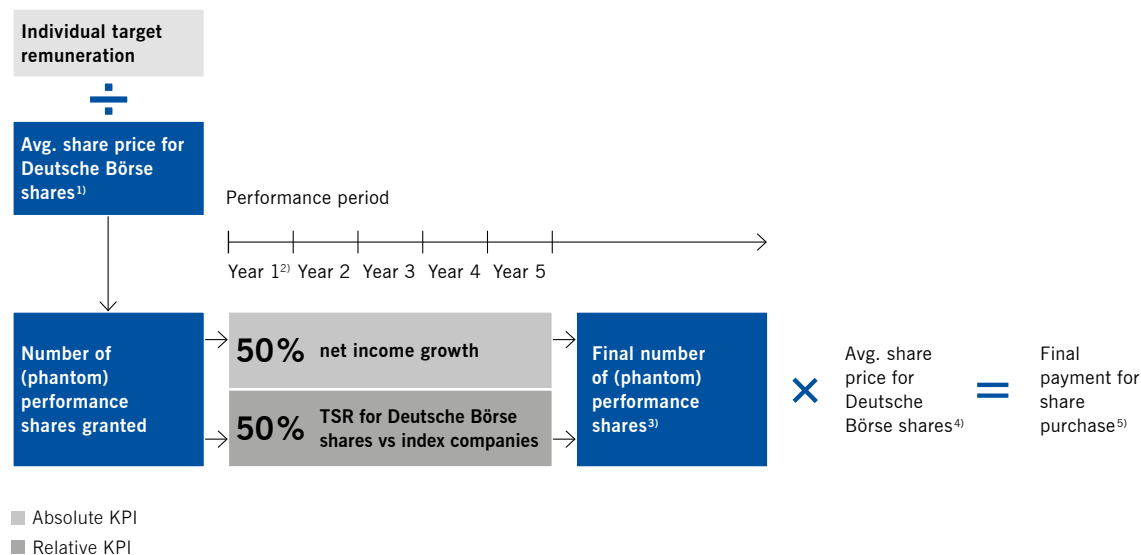 Individual target
remuneration
÷
Avg. share price for
Deutsche Börse
shares1)
Performance period
Year 12) Year 2 Year 3 Year 4 Year 5
Number of
(phantom)
performance
shares granted
50% net income growth
50% TSR for Deutsche Börse
shares vs index companies
Final number
of (phantom)
performance
shares3)
×
Avg. share
price for
Deutsche
Börse shares4)
=
Final
payment for
share
purchase5)
Absolute KPI
Relative KPI